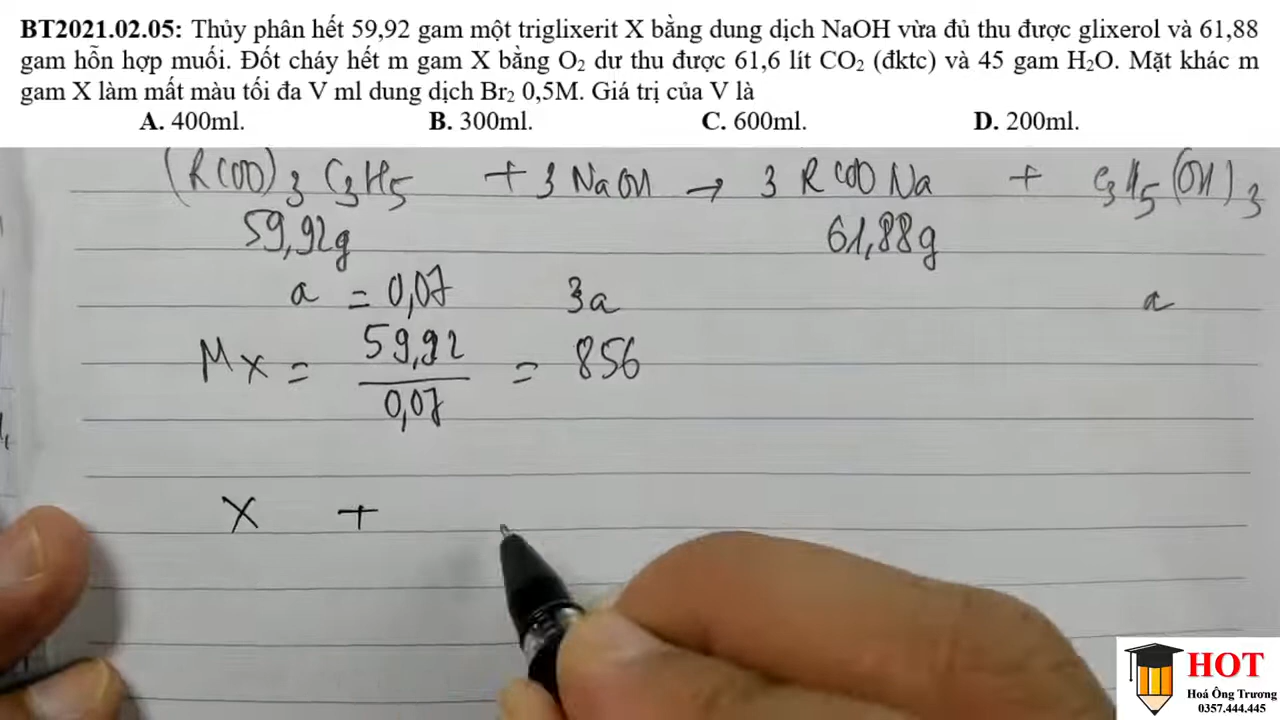 BT2021.02.05: Thủy phân hết 59,92 gam một triglixerit X bằng dung dịch NaOH vừa đủ thu được glixerol và 61,88
gam hỗn hợp muối. Đốt cháy hết m gam X bằng O₂ dư thu được 61,6 lít CO₂ (đktc) và 45 gam H₂O. Mặt khác m
gam X làm mất màu tối đa V ml dung dịch Br₂ 0,5M. Giá trị của V là
A. 400ml. B. 300ml. C. 600ml. D. 200ml.
(RCOO)₃C₃H₅ + 3NaOH → 3RCOONa + C₃H₅(OH)₃
59,92g 61,88g
a = 0,07 3a a
Mx = 59,92 / 0,07 = 856
X +
HOT
Hoá Ông Trương
0357.444.445